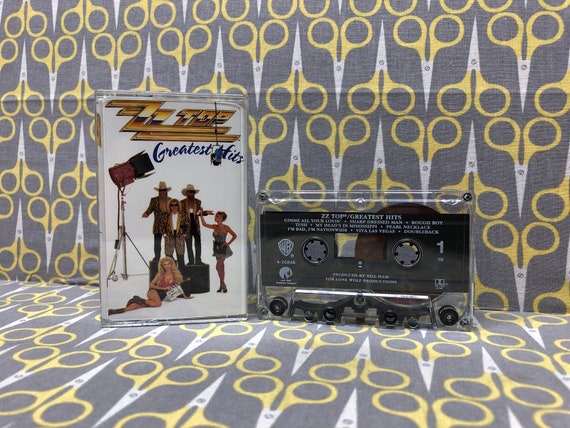 ZZ TOP
Greatest Hits
ZZ TOP®/GREATEST HITS
GIMME ALL YOUR LOVIN' • SHARP DRESSED MAN • ROUGH BOY
TUSH • MY HEAD'S IN MISSISSIPPI • PEARL NECKLACE
I'M BAD, I'M NATIONWIDE • VIVA LAS VEGAS • DOUBLEBACK
1
4-26846
PRODUCED BY BILL HAM
FOR LONE WOLF PRODUCTIONS